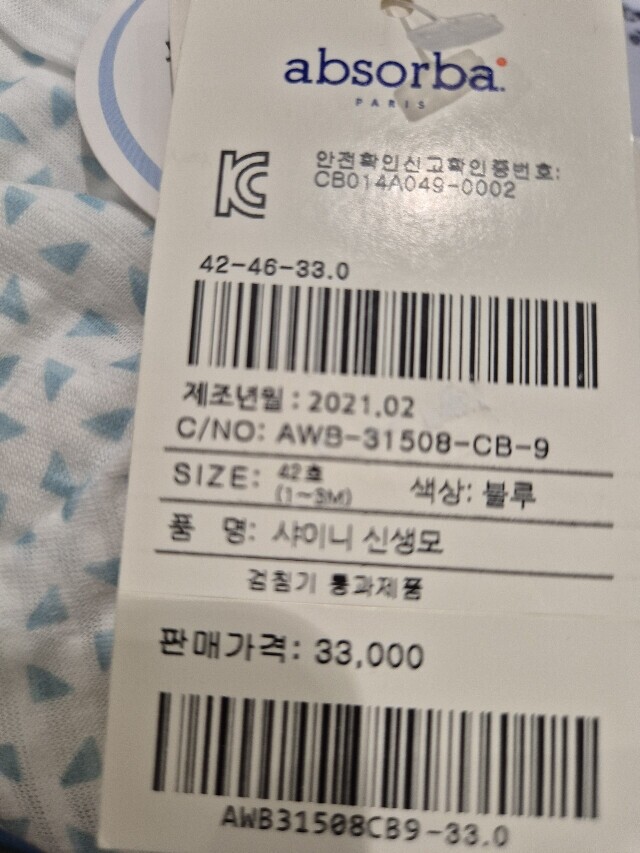 absorba
PARIS
안전확인신고확인증번호:
CB014A049-0002
42-46-33.0
제조년월 : 2021.02
C/NO: AWB-31508-CB-9
SIZE: 42호 (1~3M) 색상: 블루
품 명: 샤이니 신생모
검침기 통과제품
판매가격: 33,000
AWB31508CB9-33.0